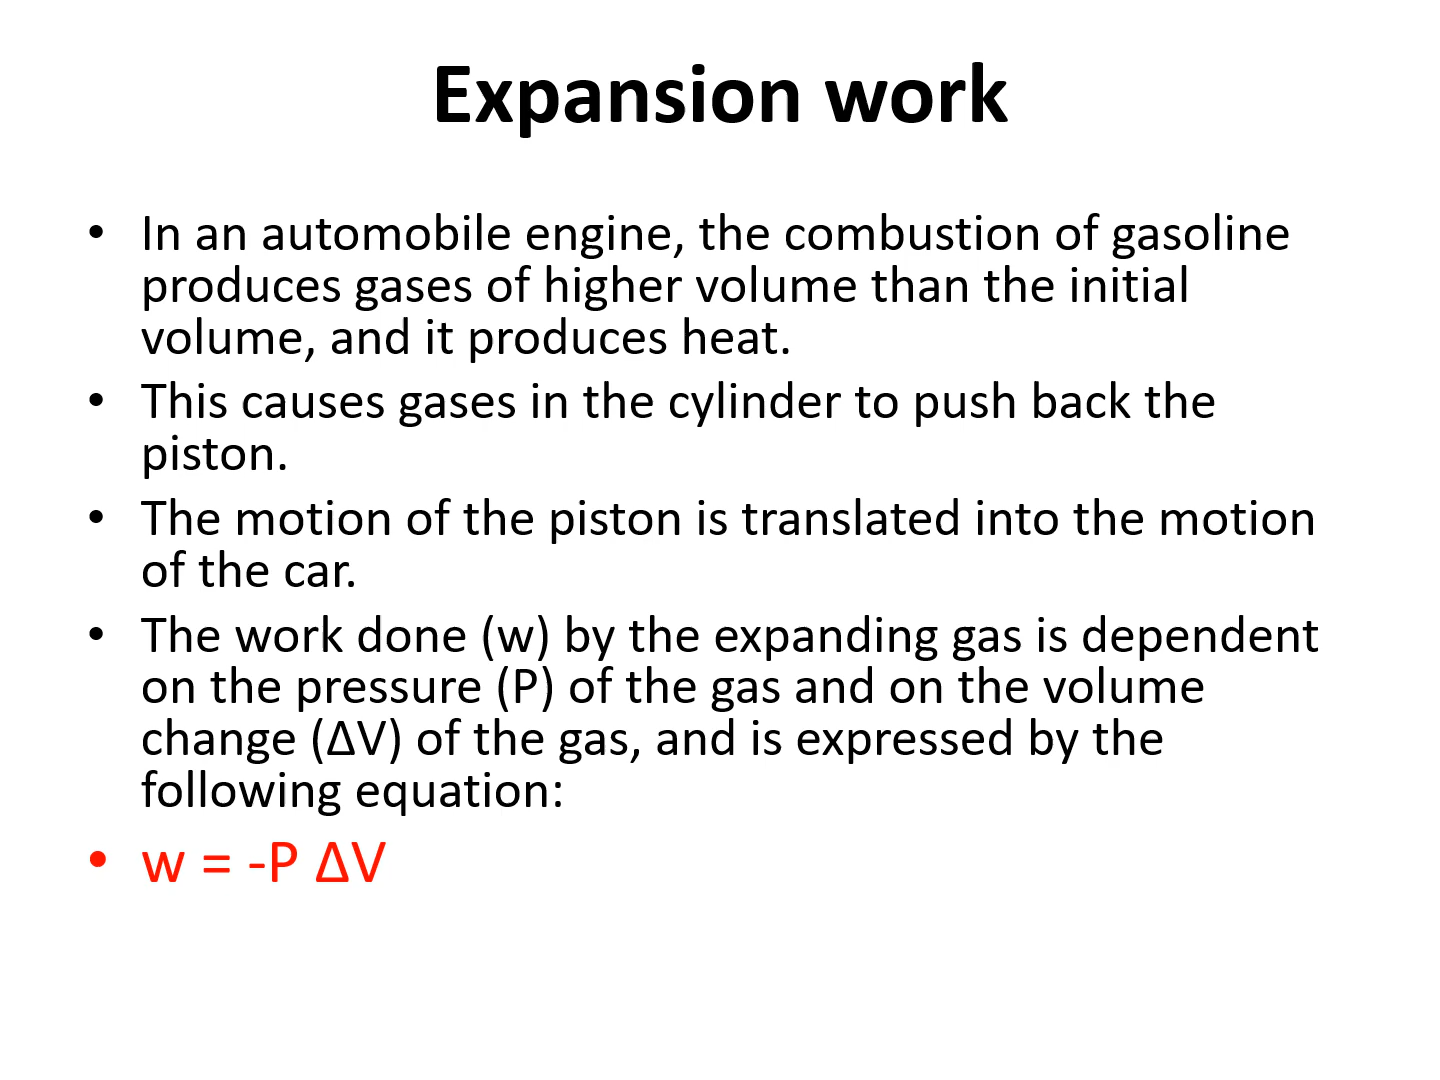 Expansion work
• In an automobile engine, the combustion of gasoline
produces gases of higher volume than the initial
volume, and it produces heat.
• This causes gases in the cylinder to push back the
piston.
• The motion of the piston is translated into the motion
of the car.
• The work done (w) by the expanding gas is dependent
on the pressure (P) of the gas and on the volume
change (ΔV) of the gas, and is expressed by the
following equation:
• w = -P ΔV